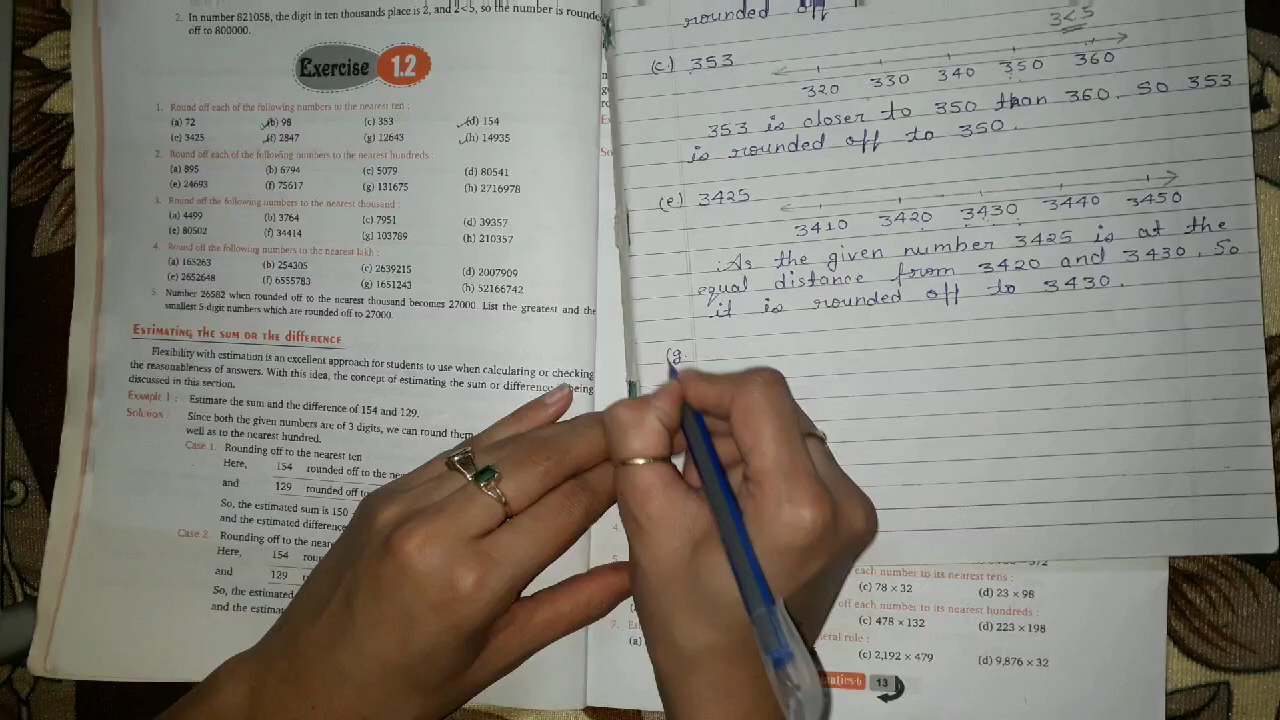 2. In number 821058, the digit in ten thousands place is 2, and 2<5, so the number is rounde
off to 800000.
Exercise 1.2
1. Round off each of the following numbers to the nearest ten :
(a) 72 (b) 98 (c) 353 (d) 154
(e) 3425 (f) 2847 (g) 12643 (h) 14935
2. Round off each of the following numbers to the nearest hundreds :
(a) 895 (b) 6794 (c) 5079 (d) 80541
(e) 24693 (f) 75617 (g) 131675 (h) 2716978
3. Round off the following numbers to the nearest thousand :
(a) 4499 (b) 3764 (c) 7951 (d) 39357
(e) 80502 (f) 34414 (g) 103789 (h) 210357
4. Round off the following numbers to the nearest lakh :
(a) 165263 (b) 254305 (c) 2639215 (d) 2007909
(e) 2652648 (f) 6555783 (g) 1651243 (h) 52166742
5. Number 26582 when rounded off to the nearest thousand becomes 27000. List the greatest and the
smallest 5-digit numbers which are rounded off to 27000.
ESTIMATING THE SUM OR THE DIFFERENCE
Flexibility with estimation is an excellent approach for students to use when calculating or checking
the reasonableness of answers. With this idea, the concept of estimating the sum or difference is being
discussed in this section.
Example 1 : Estimate the sum and the difference of 154 and 129.
Solution : Since both the given numbers are of 3 digits, we can round them
well as to the nearest hundred.
Case 1. Rounding off to the nearest ten
Here, 154 rounded off to the ne
and 129 rounded off to
So, the estimated sum is 150
and the estimated difference
Case 2. Rounding off to the near
Here, 154 rou
and 129
So, the estimated
and the estima
rounded off
3<5
(c) 353
320 330 340 350 360
353 is closer to 350 than 360. So 353
is rounded off to 350.
(e) 3425
3410 3420 3430 3440 3450
As the given number 3425 is at the
equal distance from 3420 and 3430. So
it is rounded off to 3430.
(g.
each number to its nearest tens :
(c) 78 × 32 (d) 23 × 98
off each number to its nearest hundreds :
(c) 478 × 132 (d) 223 × 198
neral rule :
(a) (c) 2,192 × 479 (d) 9,876 × 32
matics-6 13